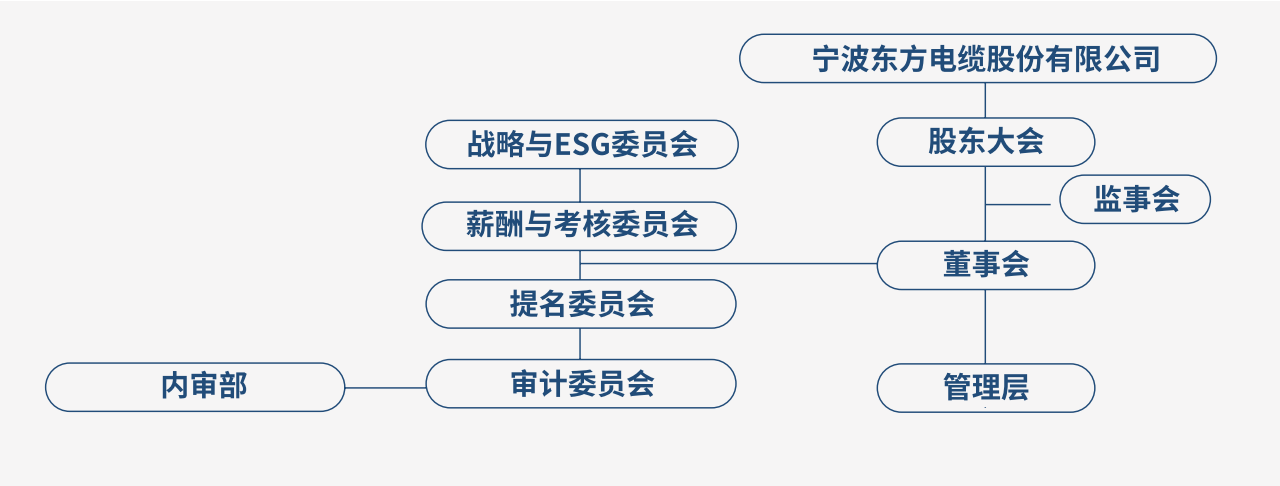 宁波东方电缆股份有限公司
战略与ESG委员会
股东大会
监事会
薪酬与考核委员会
董事会
提名委员会
内审部
审计委员会
管理层